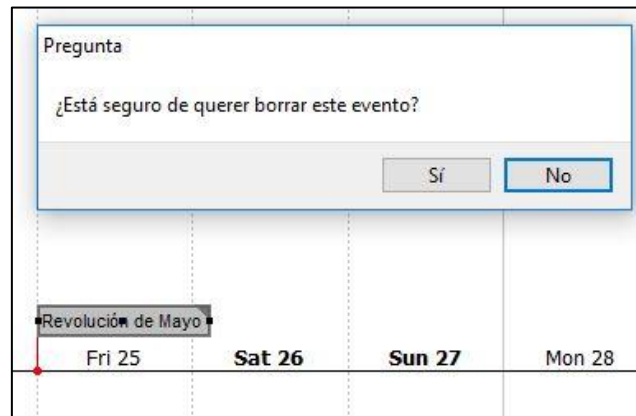 Pregunta
¿Está seguro de querer borrar este evento?
Sí No
Revolución de Mayo
Fri 25 Sat 26 Sun 27 Mon 28